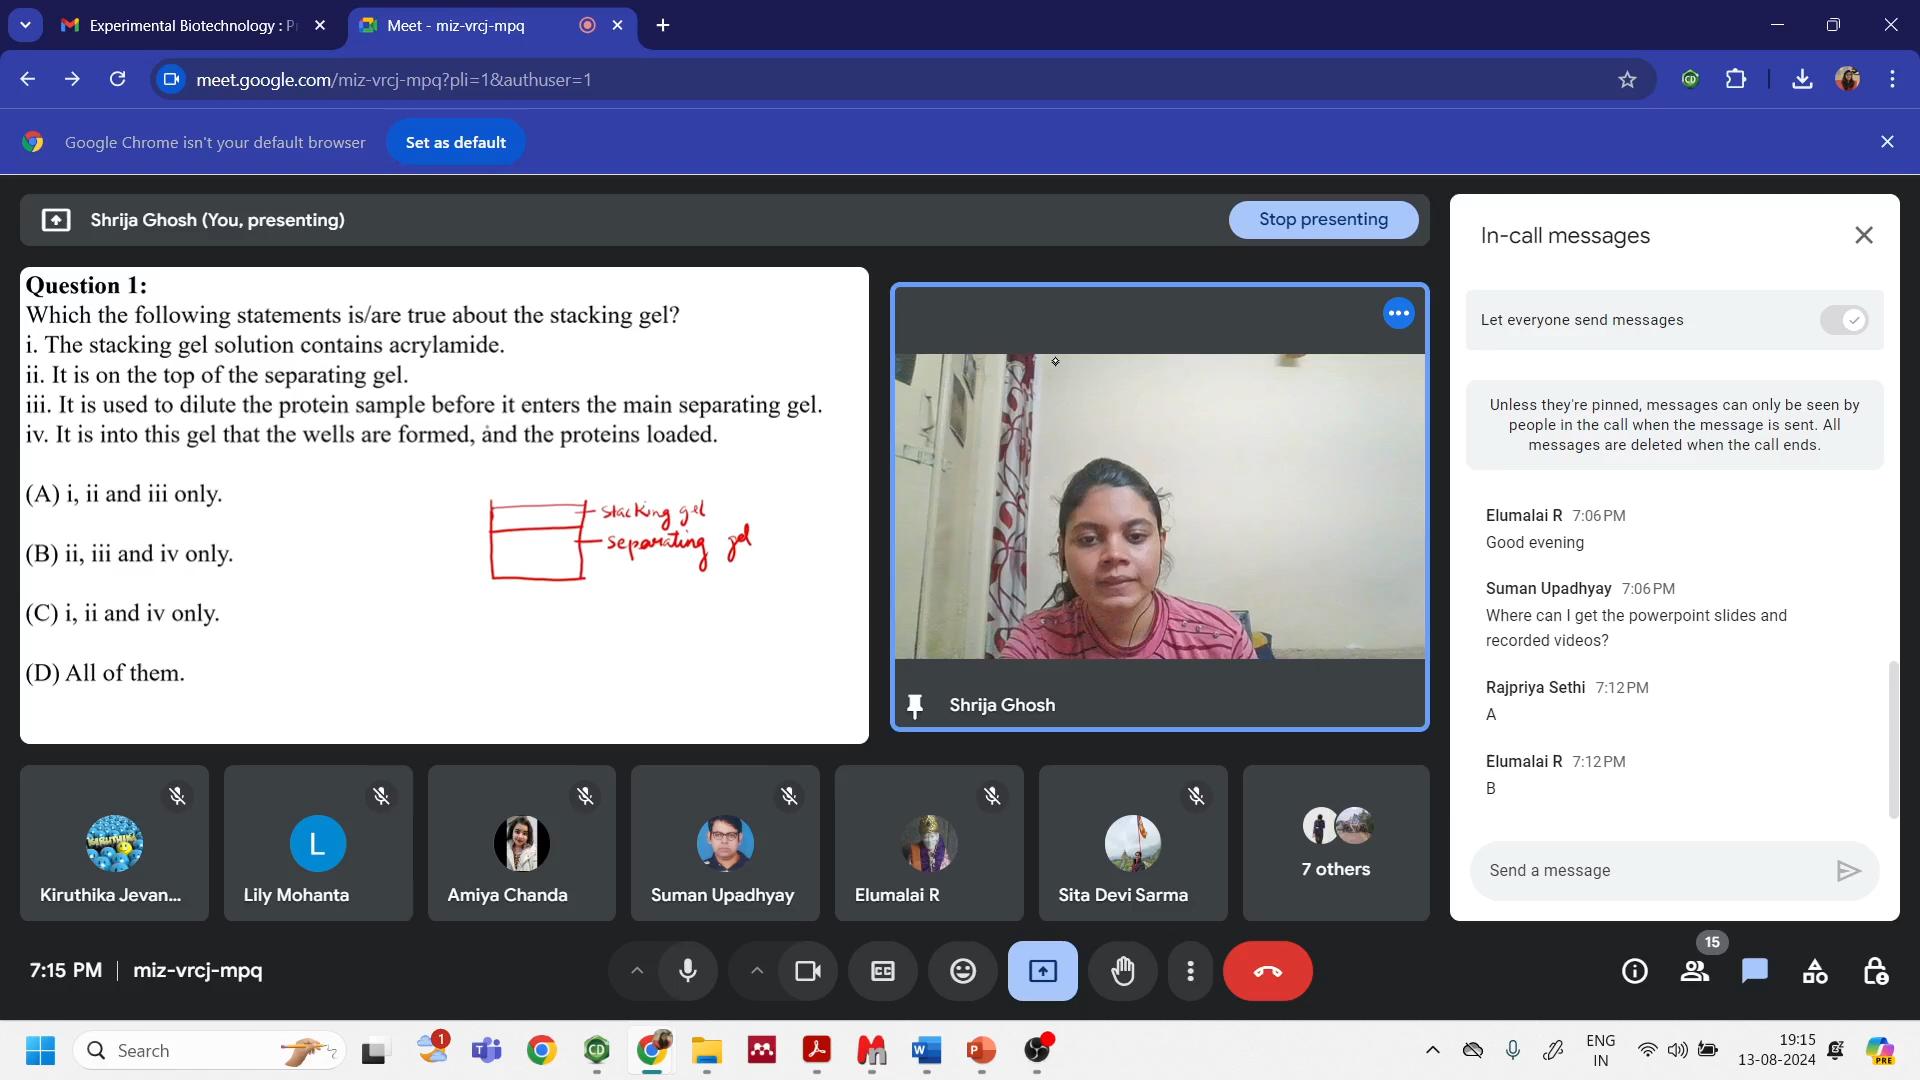 Experimental Biotechnology : P
Meet - miz-vrcj-mpq
meet.google.com/miz-vrcj-mpq?pli=1&authuser=1
Google Chrome isn't your default browser
Set as default
Shrija Ghosh (You, presenting)
Stop presenting
Question 1:
Which the following statements is/are true about the stacking gel?
i. The stacking gel solution contains acrylamide.
ii. It is on the top of the separating gel.
iii. It is used to dilute the protein sample before it enters the main separating gel.
iv. It is into this gel that the wells are formed, and the proteins loaded.
(A) i, ii and iii only.
(B) ii, iii and iv only.
(C) i, ii and iv only.
(D) All of them.
stacking gel
separating gel
Shrija Ghosh
In-call messages
Let everyone send messages
Unless they're pinned, messages can only be seen by
people in the call when the message is sent. All
messages are deleted when the call ends.
Elumalai R 7:06 PM
Good evening
Suman Upadhyay 7:06 PM
Where can I get the powerpoint slides and
recorded videos?
Rajpriya Sethi 7:12 PM
A
Elumalai R 7:12 PM
B
Send a message
Kiruthika Jevan...
L
Lily Mohanta
Amiya Chanda
Suman Upadhyay
Elumalai R
Sita Devi Sarma
7 others
7:15 PM | miz-vrcj-mpq
CC
15
Search
1
CD
W
P
ENG
IN
19:15
13-08-2024
PRE